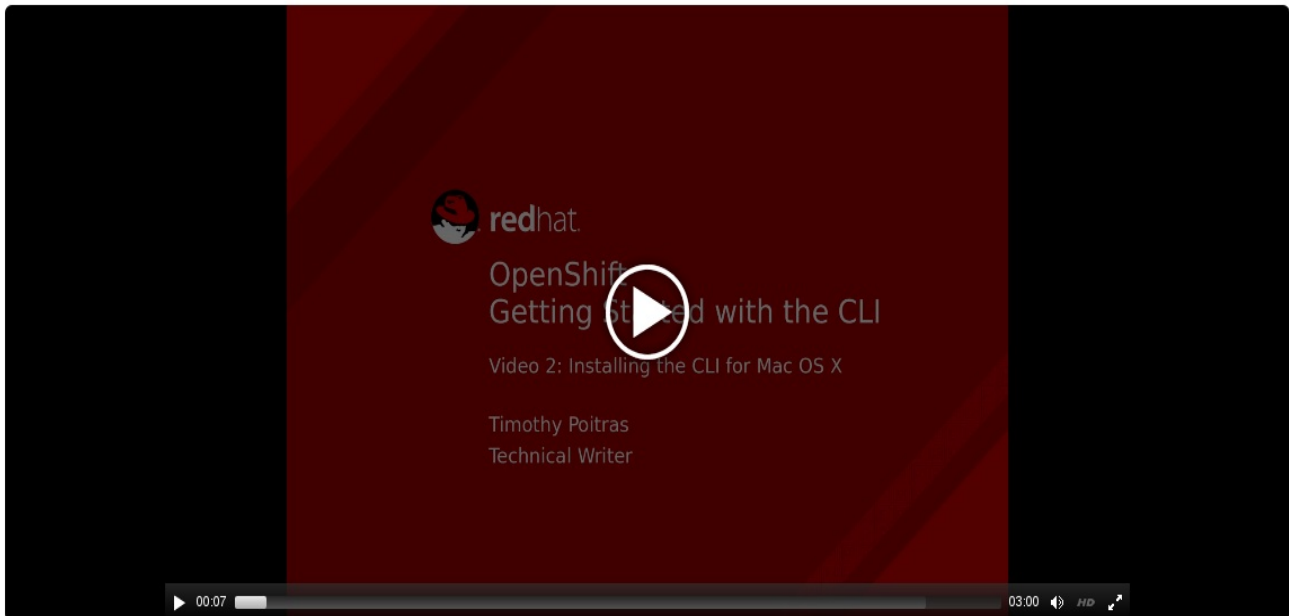 redhat.
OpenShift
Getting Started with the CLI
Video 2: Installing the CLI for Mac OS X
Timothy Poitras
Technical Writer
00:07 03:00 HD